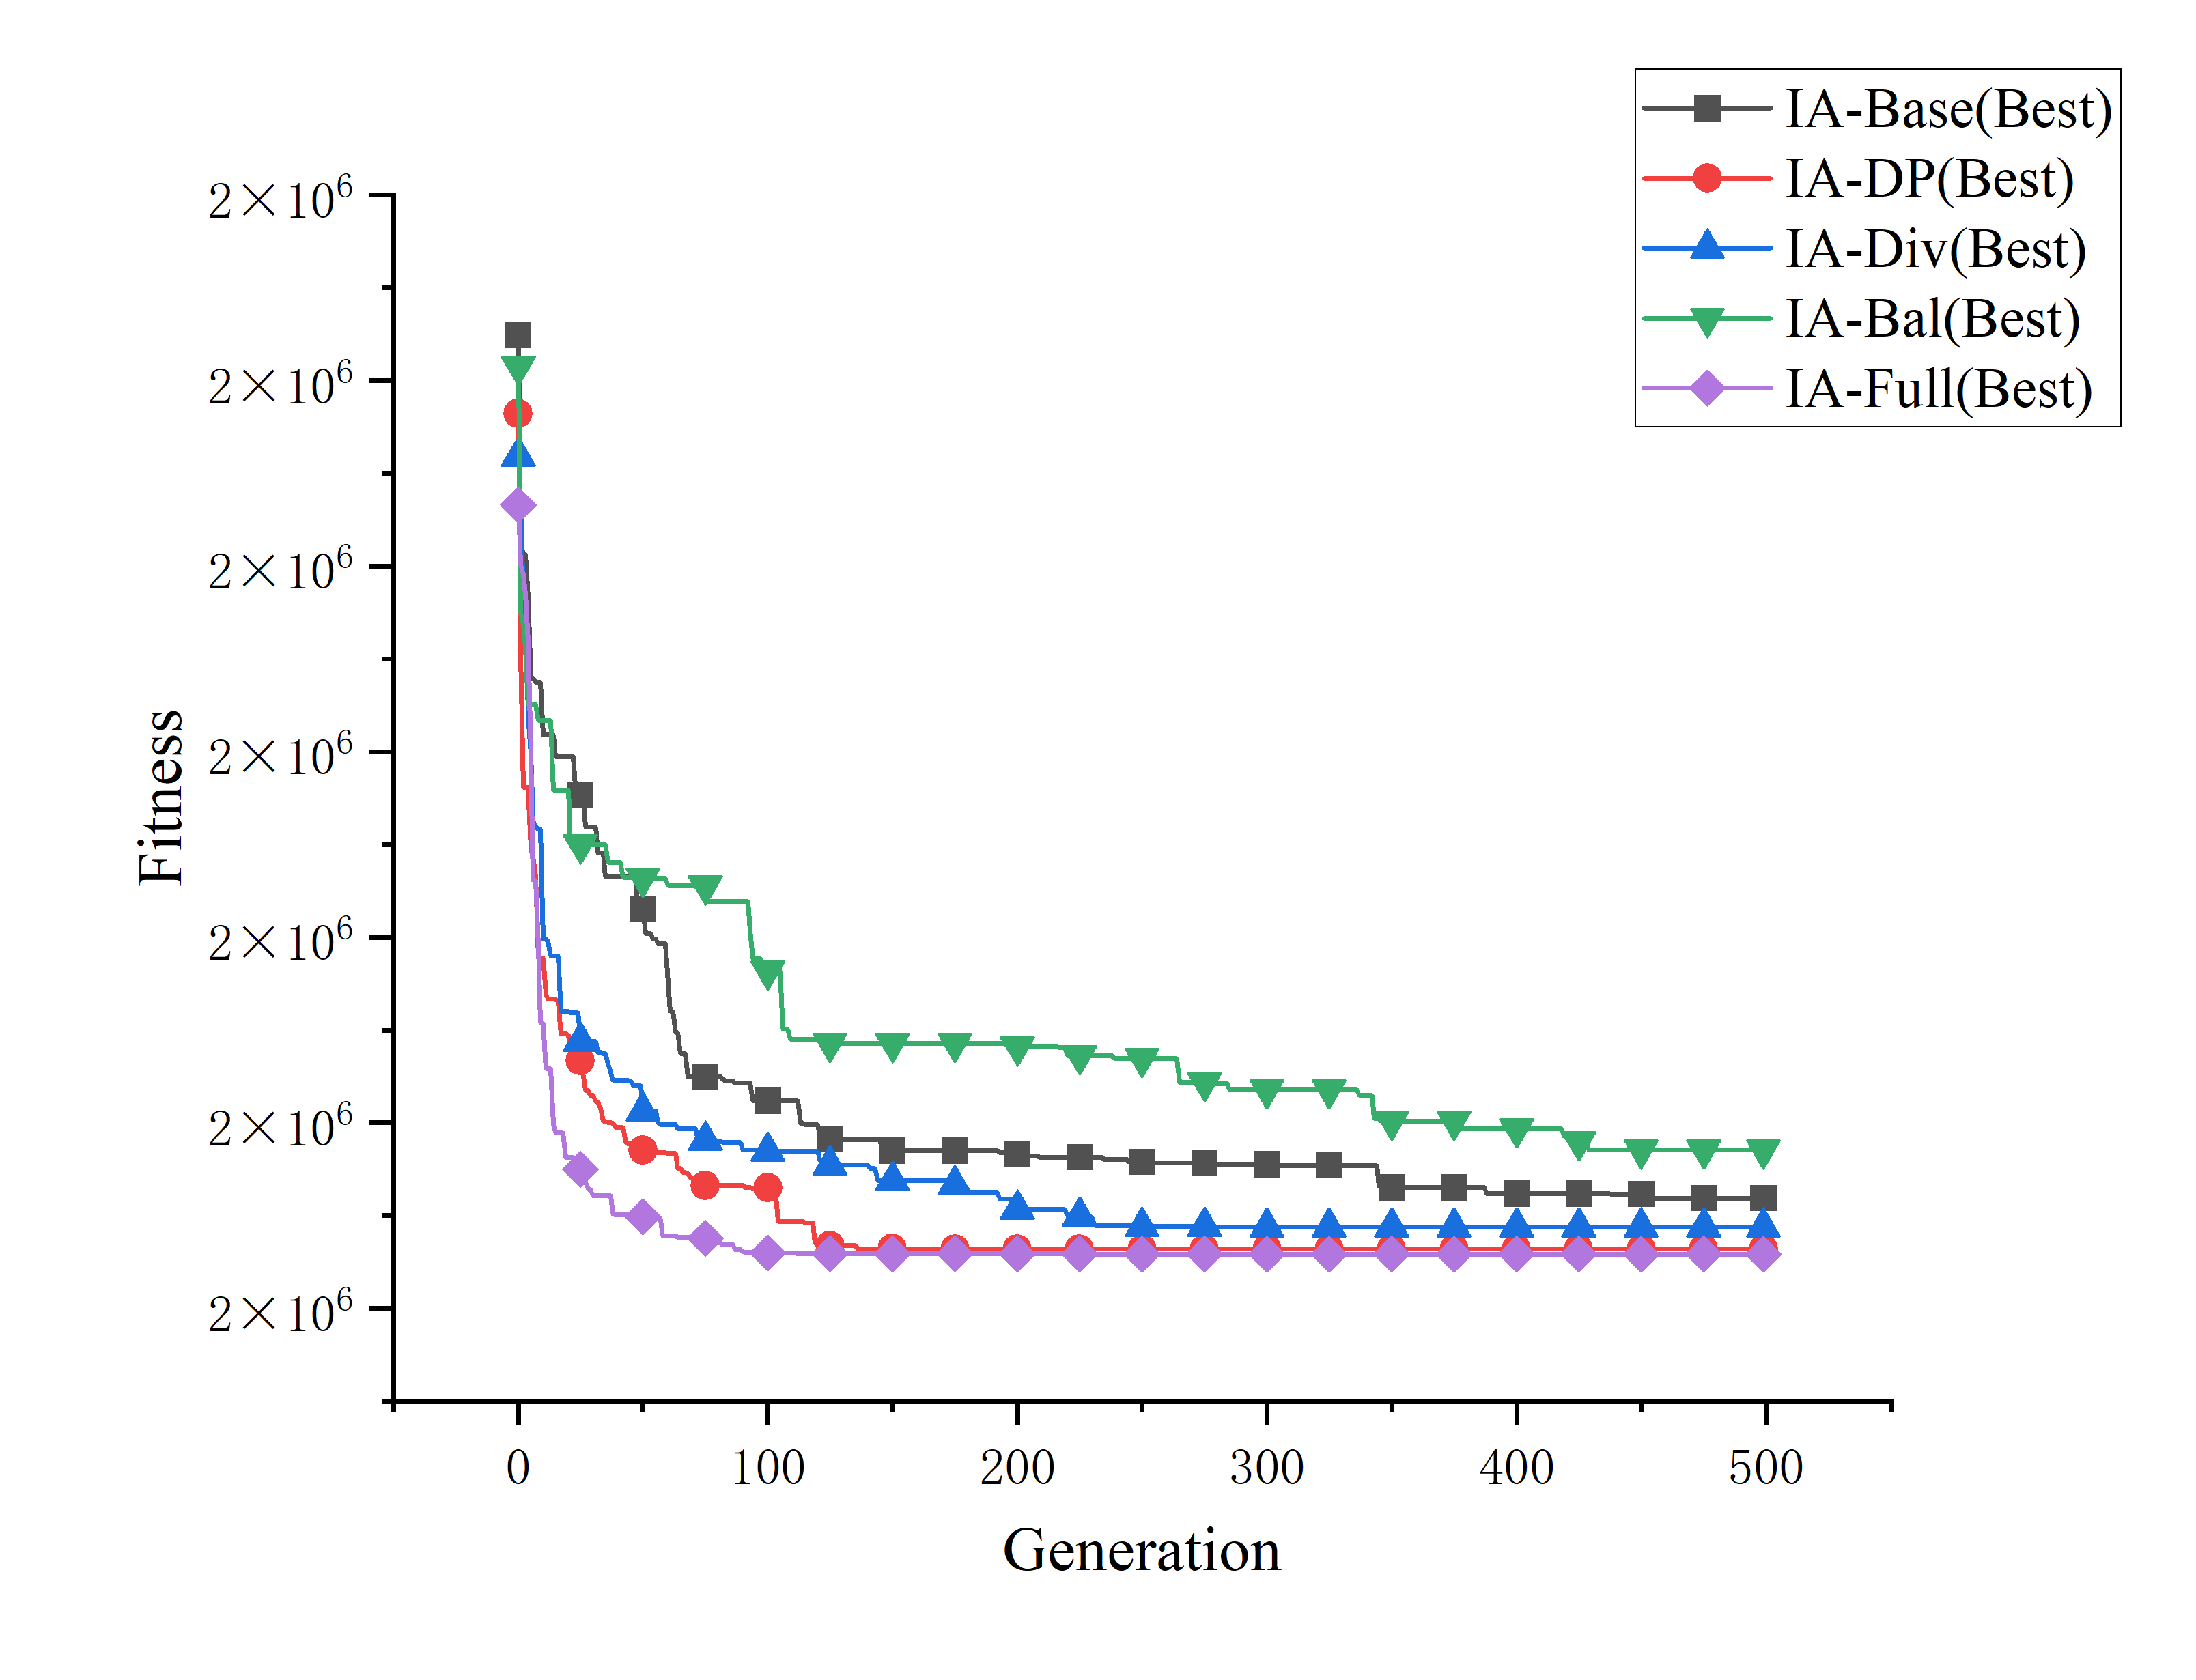 IA-Base(Best)
IA-DP(Best)
IA-Div(Best)
IA-Bal(Best)
IA-Full(Best)
2×10⁶
2×10⁶
2×10⁶
2×10⁶
2×10⁶
2×10⁶
2×10⁶
Fitness
0 100 200 300 400 500
Generation